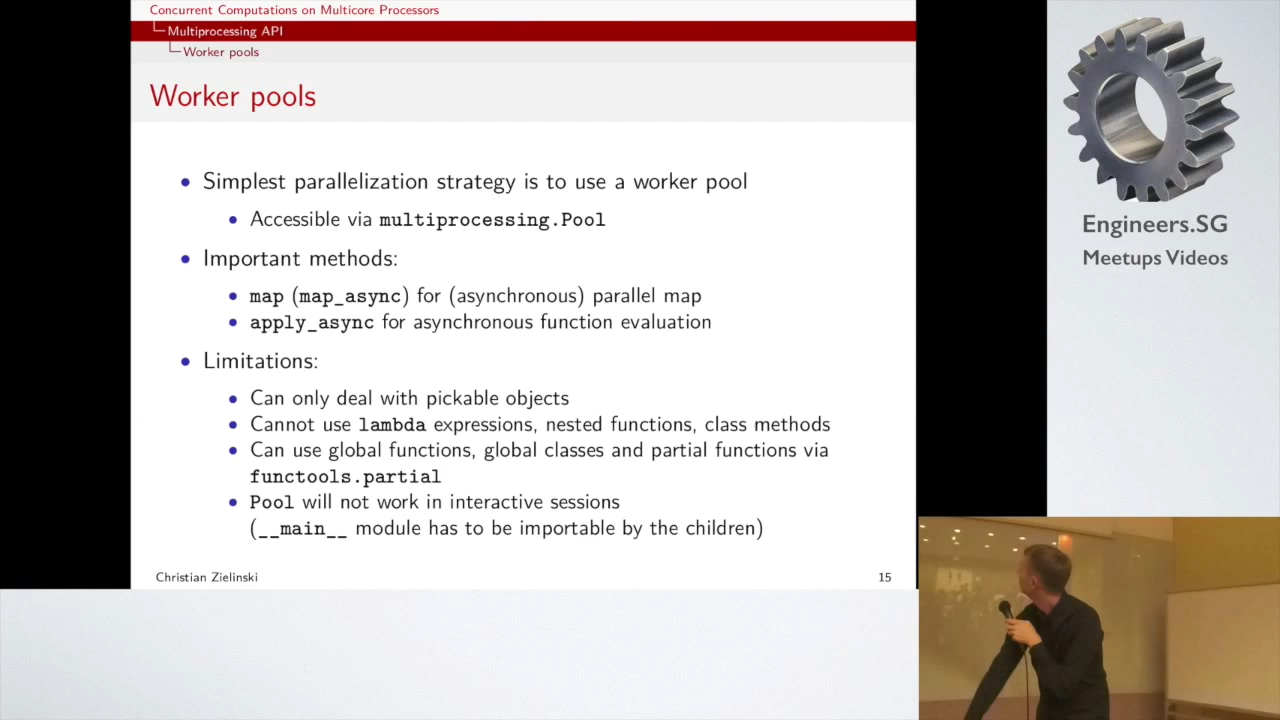 Concurrent Computations on Multicore Processors
Multiprocessing API
Worker pools
Worker pools
• Simplest parallelization strategy is to use a worker pool
• Accessible via multiprocessing.Pool
• Important methods:
• map (map_async) for (asynchronous) parallel map
• apply_async for asynchronous function evaluation
• Limitations:
• Can only deal with pickable objects
• Cannot use lambda expressions, nested functions, class methods
• Can use global functions, global classes and partial functions via
functools.partial
• Pool will not work in interactive sessions
(__main__ module has to be importable by the children)
Christian Zielinski
15
Engineers.SG
Meetups Videos